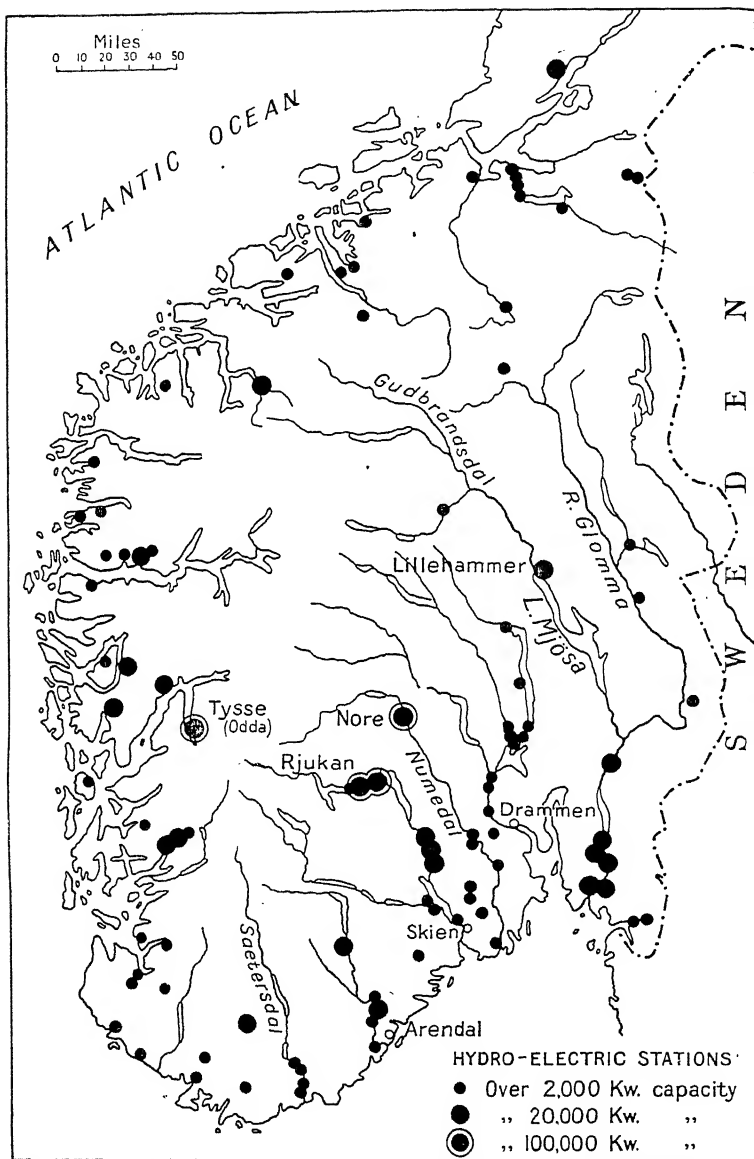 Miles
0 10 20 30 40 50
ATLANTIC OCEAN
SWEDEN
Gudbrandsdal
R. Glomma
Lillehammer
L. Mjösa
Tysse
(Odda)
Nore
Rjukan
Numedal
Drammen
Skien
Saetersdal
Arendal
HYDRO-ELECTRIC STATIONS
Over 2,000 Kw. capacity
,, 20,000 Kw. ,,
,, 100,000 Kw. ,,